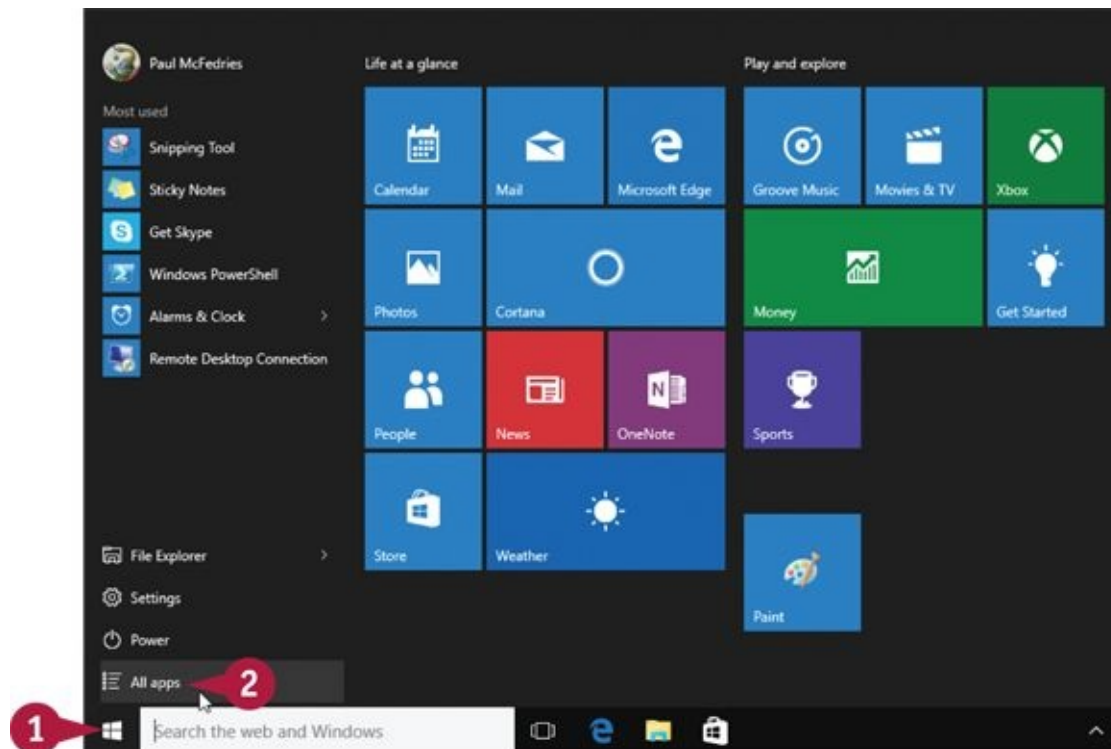 Paul McFedries
Most used
Snipping Tool
Sticky Notes
Get Skype
Windows PowerShell
Alarms & Clock
Remote Desktop Connection
File Explorer
Settings
Power
All apps
2
Life at a glance
Calendar
Mail
Microsoft Edge
Photos
Cortana
People
News
OneNote
Store
Weather
Play and explore
Groove Music
Movies & TV
Xbox
Money
Get Started
Sports
Paint
1
Search the web and Windows